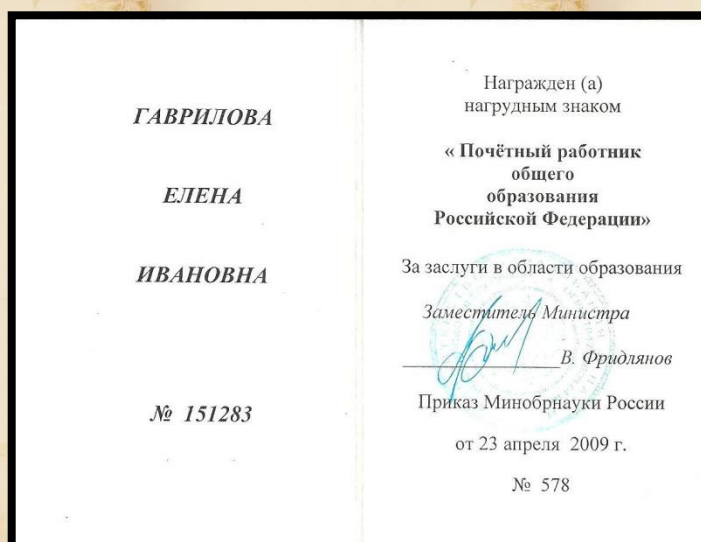 ГАВРИЛОВА
ЕЛЕНА
ИВАНОВНА
№ 151283
Награжден (а)
нагрудным знаком
« Почётный работник
общего
образования
Российской Федерации»
За заслуги в области образования
Заместитель Министра
В. Фридлянов
Приказ Минобрнауки России
от 23 апреля 2009 г.
№ 578